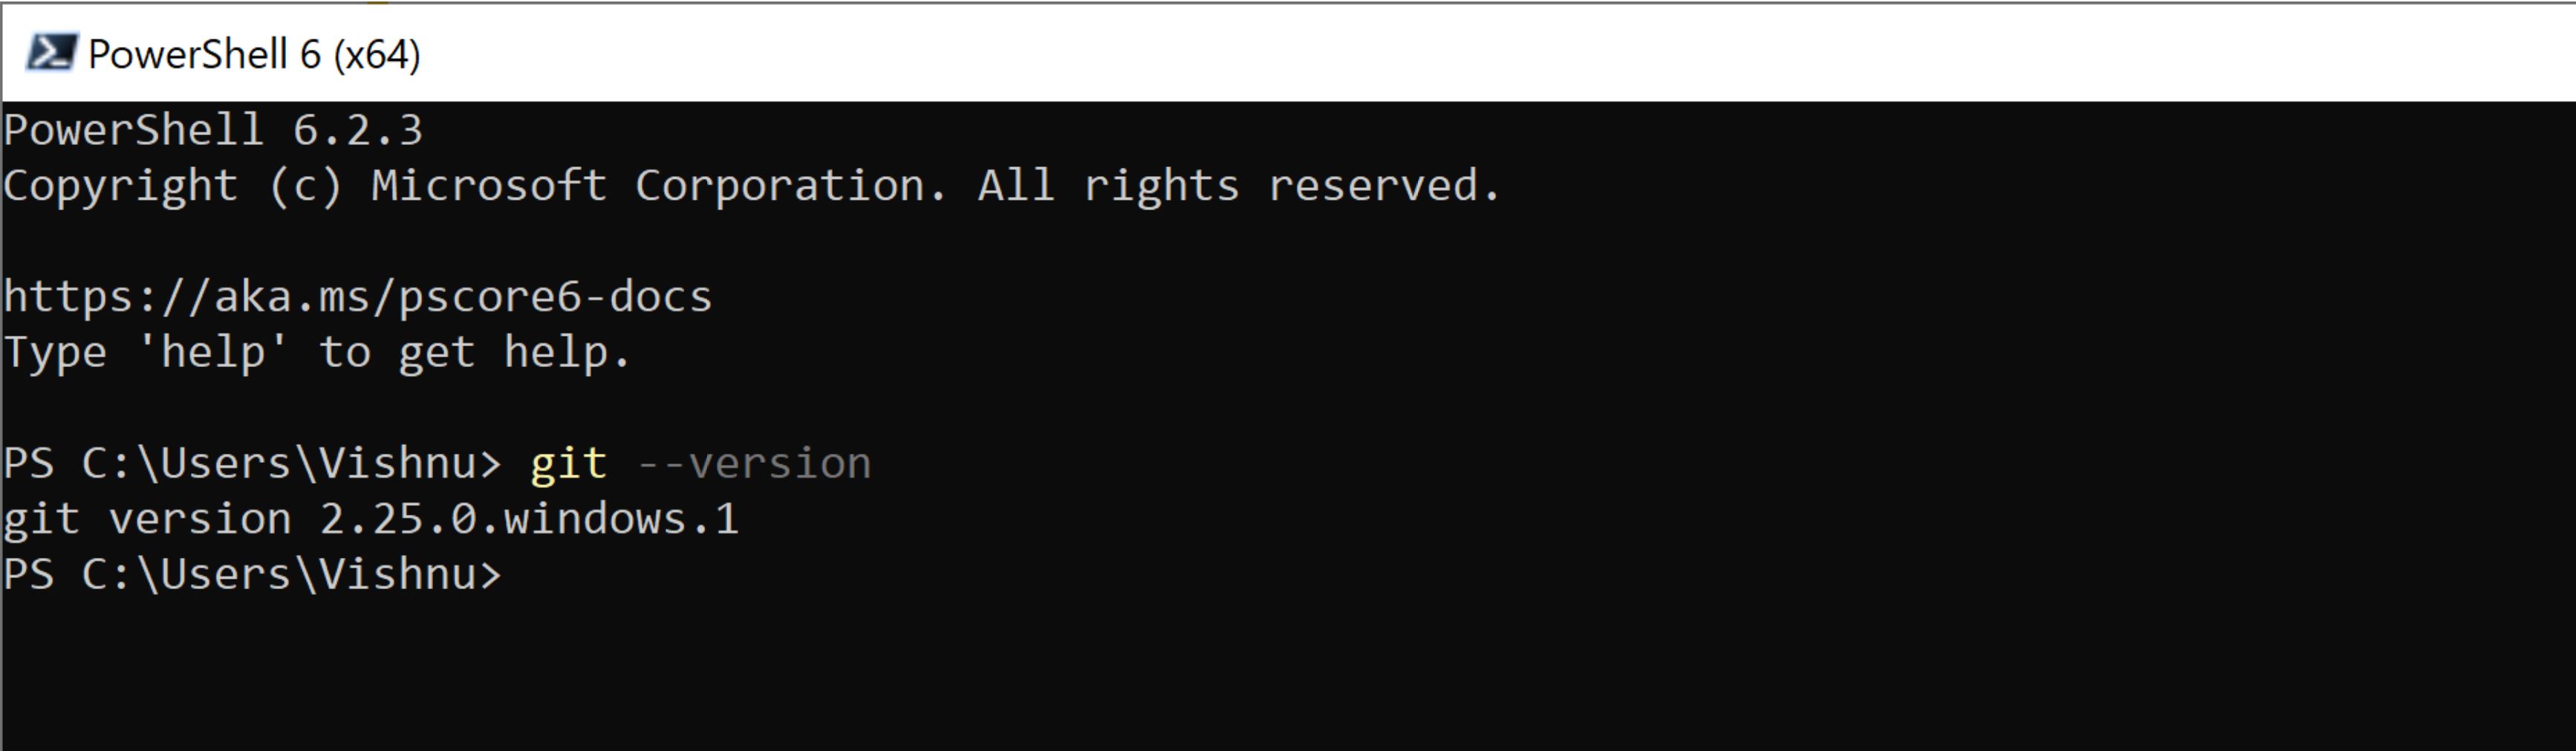 PowerShell 6 (x64)
PowerShell 6.2.3
Copyright (c) Microsoft Corporation. All rights reserved.
https://aka.ms/pscore6-docs
Type 'help' to get help.
PS C:\Users\Vishnu> git --version
git version 2.25.0.windows.1
PS C:\Users\Vishnu>